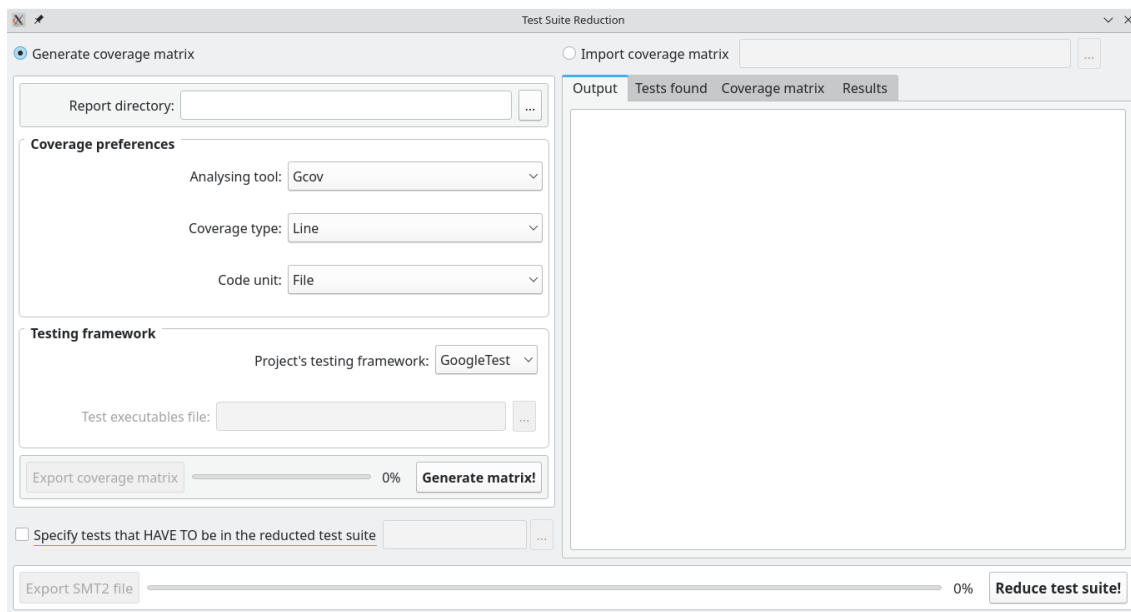 Test Suite Reduction
Generate coverage matrix
Import coverage matrix
...
Report directory:
...
Output Tests found Coverage matrix Results
Coverage preferences
Analysing tool: Gcov
Coverage type: Line
Code unit: File
Testing framework
Project's testing framework: GoogleTest
Test executables file:
...
Export coverage matrix 0% Generate matrix!
Specify tests that HAVE TO be in the reducted test suite
...
Export SMT2 file 0% Reduce test suite!